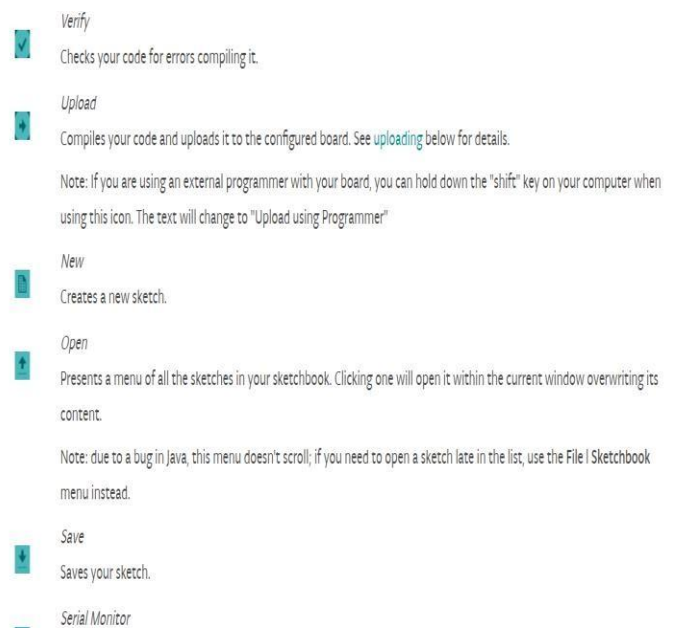 Verify
Checks your code for errors compiling it.
Upload
Compiles your code and uploads it to the configured board. See uploading below for details.
Note: If you are using an external programmer with your board, you can hold down the "shift" key on your computer when
using this icon. The text will change to "Upload using Programmer"
New
Creates a new sketch.
Open
Presents a menu of all the sketches in your sketchbook. Clicking one will open it within the current window overwriting its
content.
Note: due to a bug in Java, this menu doesn't scroll; if you need to open a sketch late in the list, use the File | Sketchbook
menu instead.
Save
Saves your sketch.
Serial Monitor